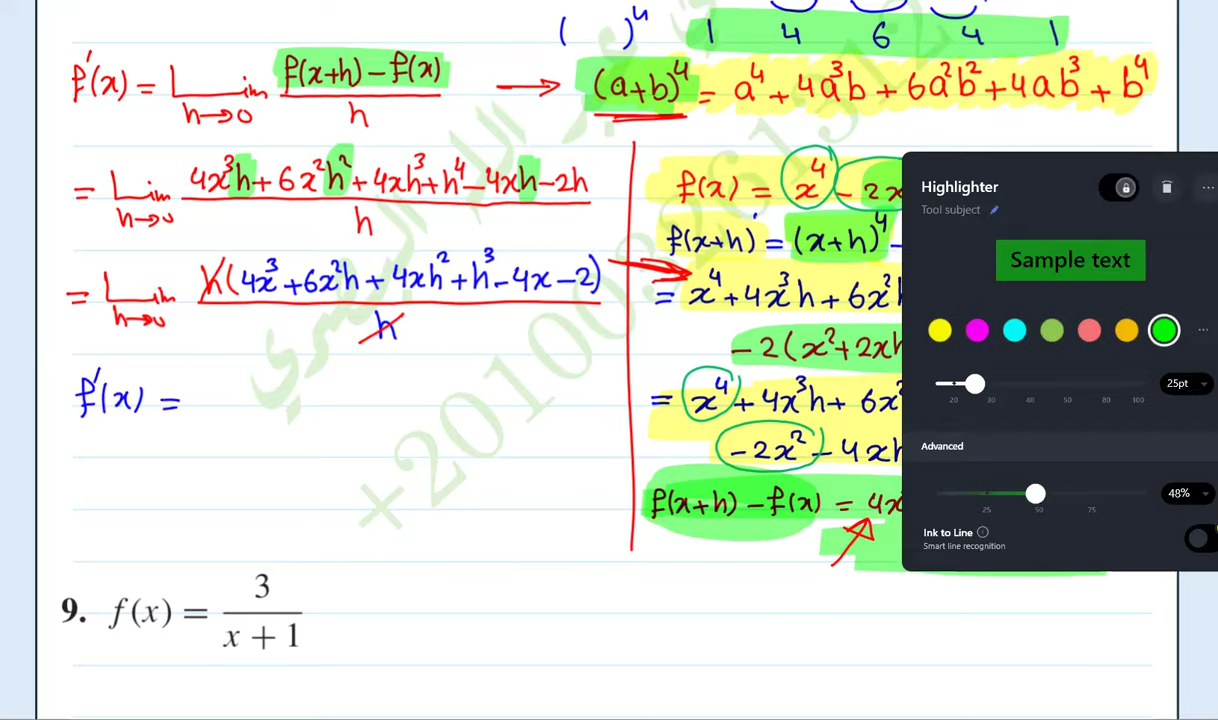 ( )⁴ 1 4 6 4 1
f'(x) = Lim h→0 (f(x+h) − f(x))/h → (a+b)⁴ = a⁴ + 4a³b + 6a²b² + 4ab³ + b⁴
= Lim h→0 (4x³h + 6x²h² + 4xh³ + h⁴ − 4xh − 2h)/h
= Lim h→0 h(4x³ + 6x²h + 4xh² + h³ − 4x − 2)/h
f'(x) =
f(x) = x⁴ − 2x
f(x+h) = (x+h)⁴ −
= x⁴ + 4x³h + 6x²h
− 2(x² + 2xh
= x⁴ + 4x³h + 6x²
− 2x² − 4xh
f(x+h) − f(x) = 4x
9. f(x) = 3/(x + 1)
Highlighter
Tool subject
Sample text
25pt
20 30 40 50 60 80 100
Advanced
48%
25 50 75
Ink to Line
Smart line recognition
+201008261312